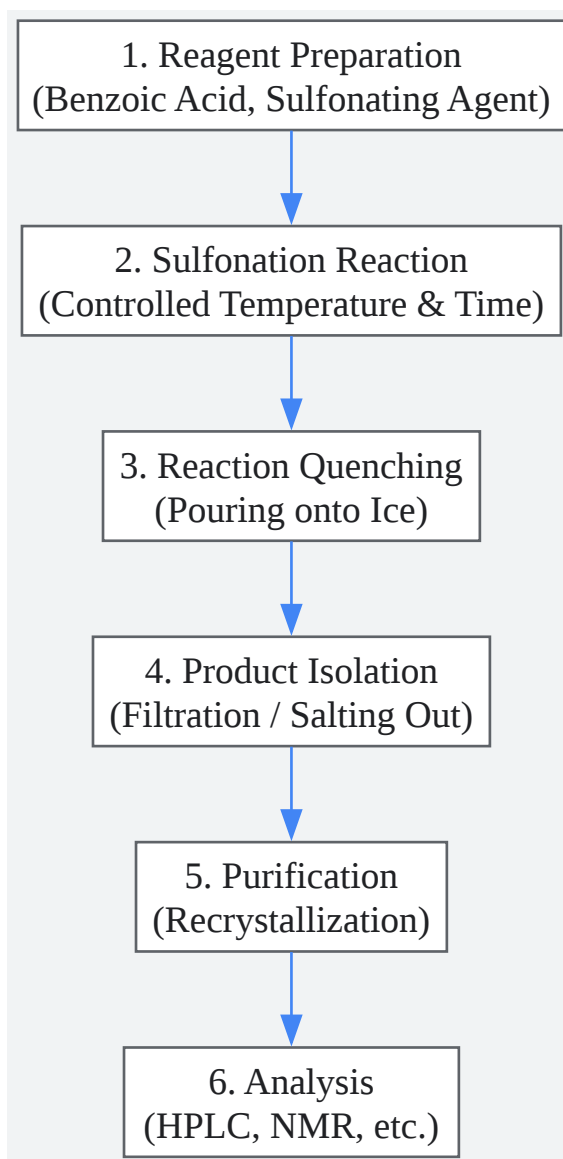 1. Reagent Preparation
(Benzoic Acid, Sulfonating Agent)
2. Sulfonation Reaction
(Controlled Temperature & Time)
3. Reaction Quenching
(Pouring onto Ice)
4. Product Isolation
(Filtration / Salting Out)
5. Purification
(Recrystallization)
6. Analysis
(HPLC, NMR, etc.)